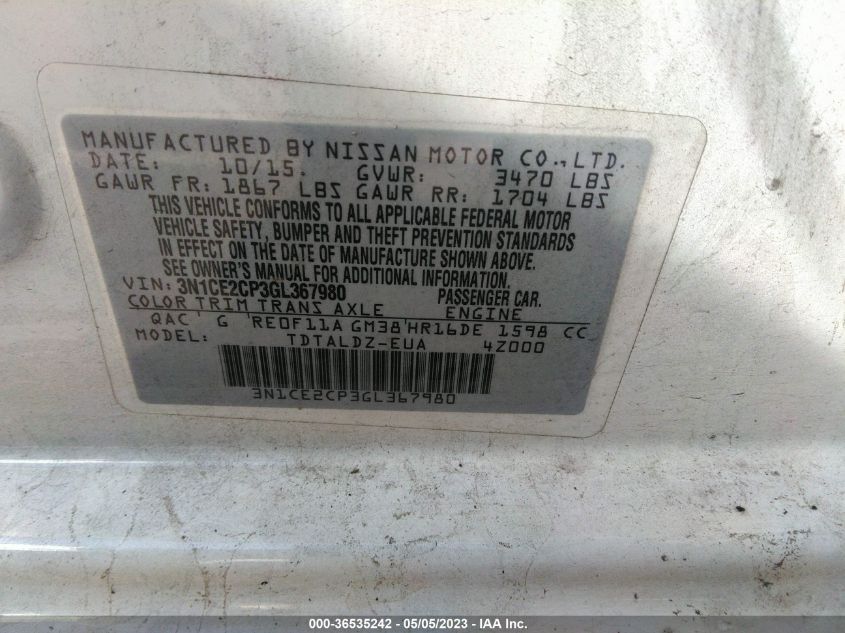 MANUFACTURED BY NISSAN MOTOR CO.,LTD.
DATE: 10/15. GVWR: 3470 LBS
GAWR FR: 1867 LBS GAWR RR: 1704 LBS
THIS VEHICLE CONFORMS TO ALL APPLICABLE FEDERAL MOTOR
VEHICLE SAFETY, BUMPER AND THEFT PREVENTION STANDARDS
IN EFFECT ON THE DATE OF MANUFACTURE SHOWN ABOVE.
SEE OWNER'S MANUAL FOR ADDITIONAL INFORMATION.
VIN: 3N1CE2CP3GL367980 PASSENGER CAR.
COLOR TRIM TRANS AXLE ENGINE
QAC G RE0F11A GM38 HR16DE 1598 CC
MODEL: TDTALDZ-EUA 4Z000
3N1CE2CP3GL367980
000-36535242 - 05/05/2023 - IAA Inc.